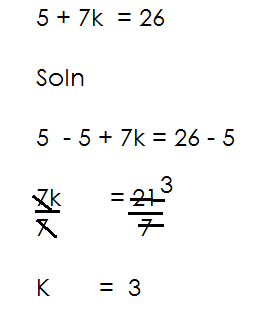 5 + 7k = 26
Soln
5 - 5 + 7k = 26 - 5
7k = 21 3
7 7
K = 3